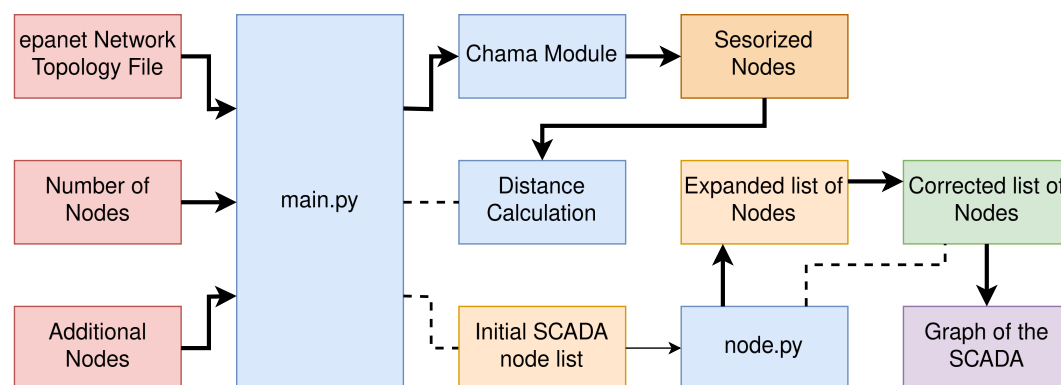 epanet Network
Topology File
Number of
Nodes
Additional
Nodes
main.py
Chama Module
Sesorized
Nodes
Distance
Calculation
Expanded list of
Nodes
Corrected list of
Nodes
Initial SCADA
node list
node.py
Graph of the
SCADA